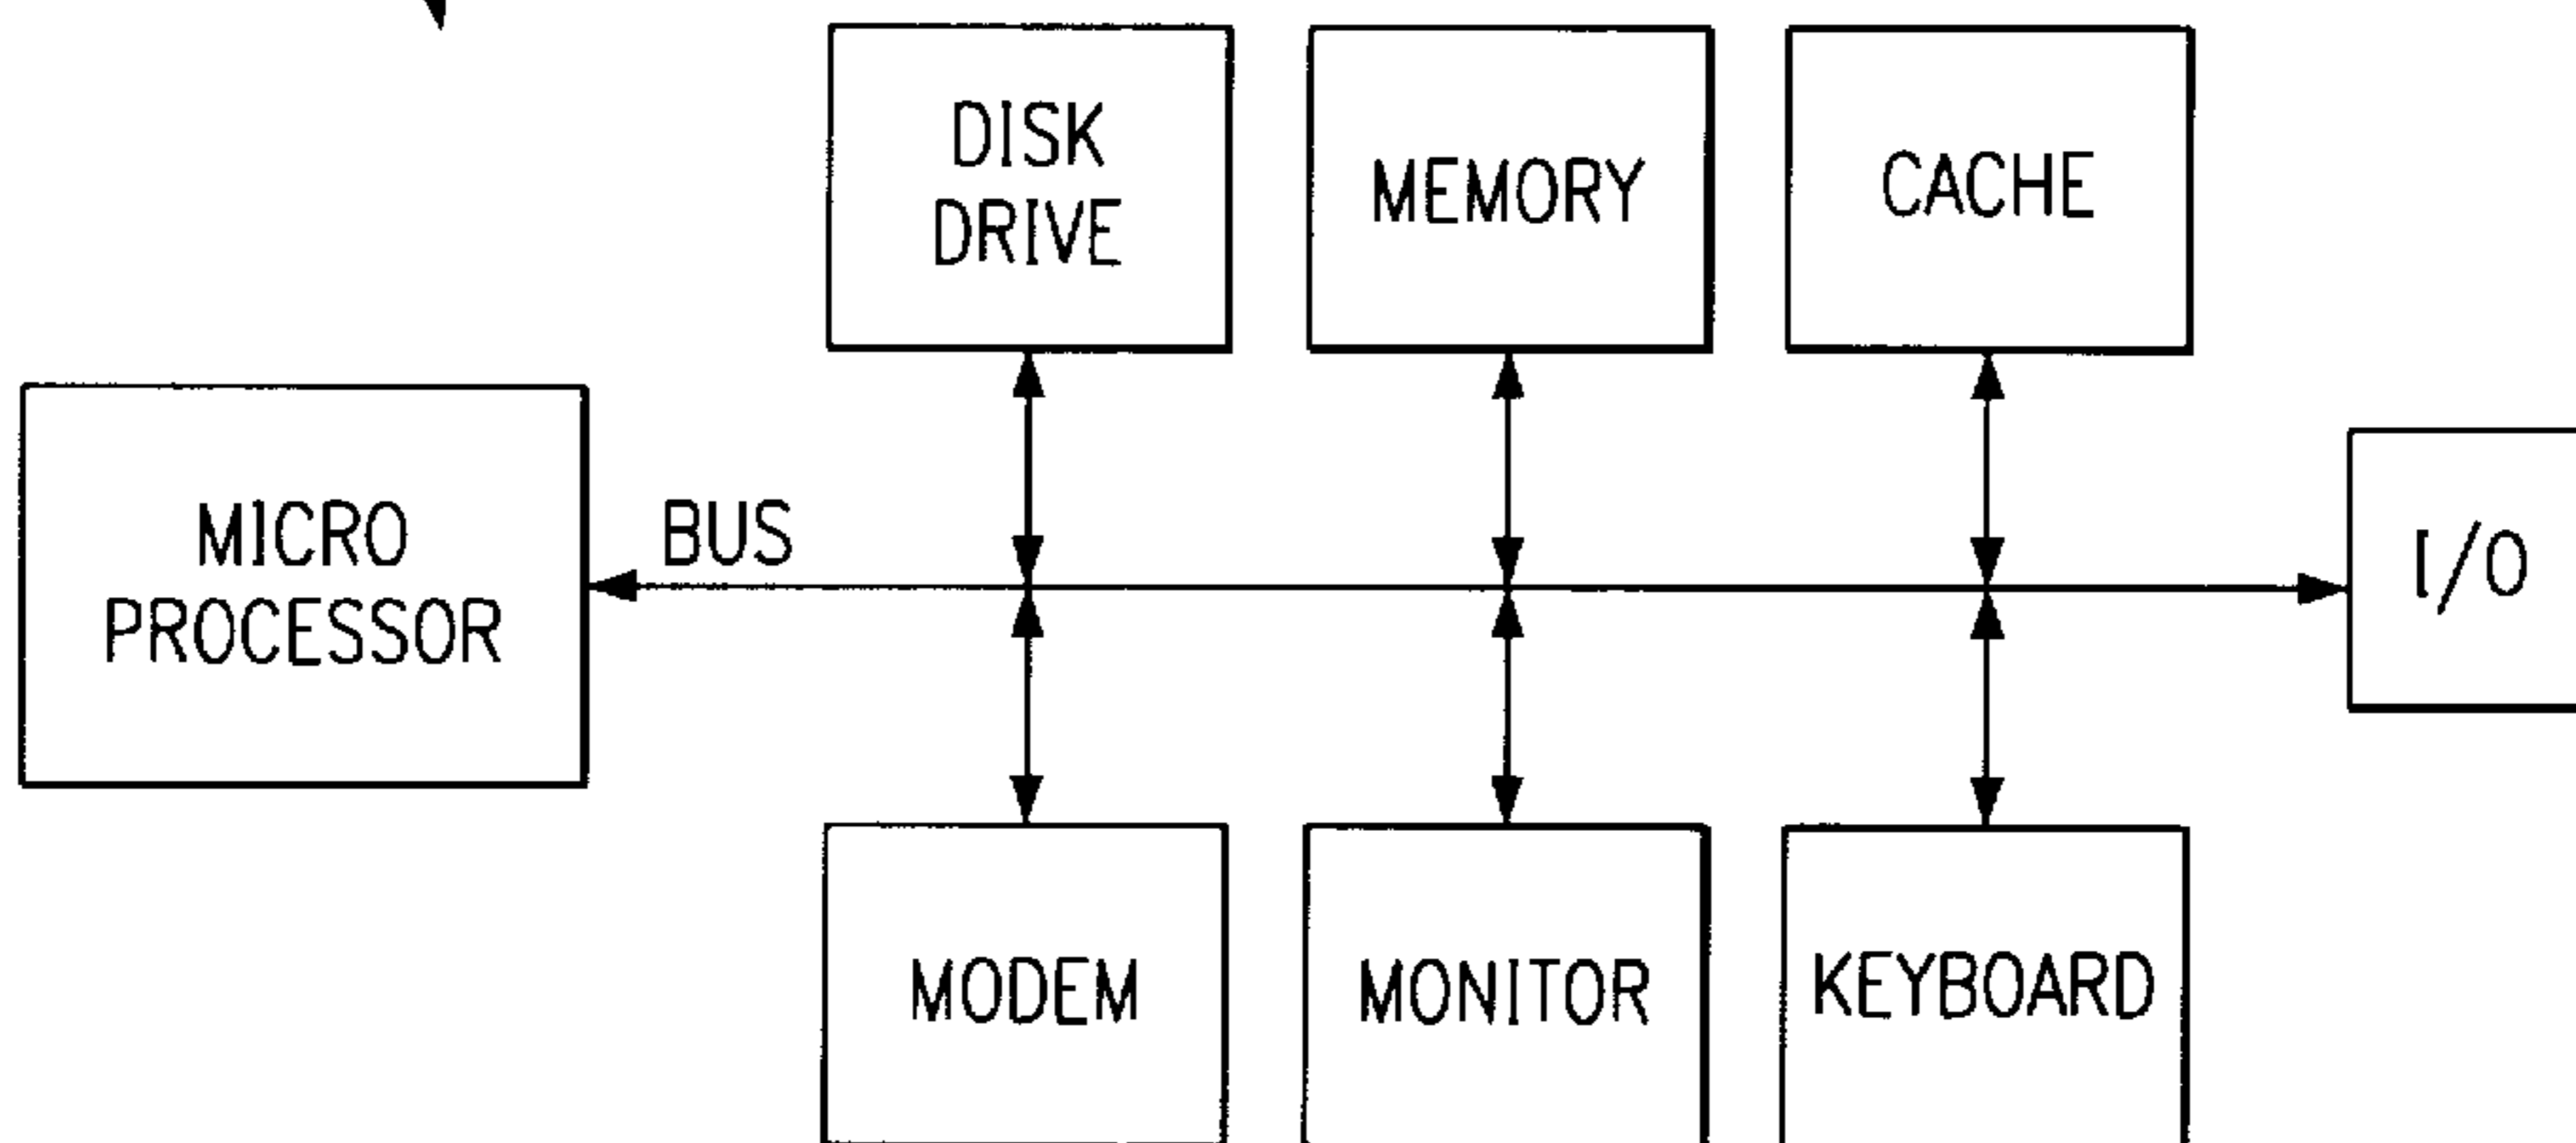 DISK
DRIVE
MEMORY
CACHE
MICRO
PROCESSOR
BUS
I/O
MODEM
MONITOR
KEYBOARD